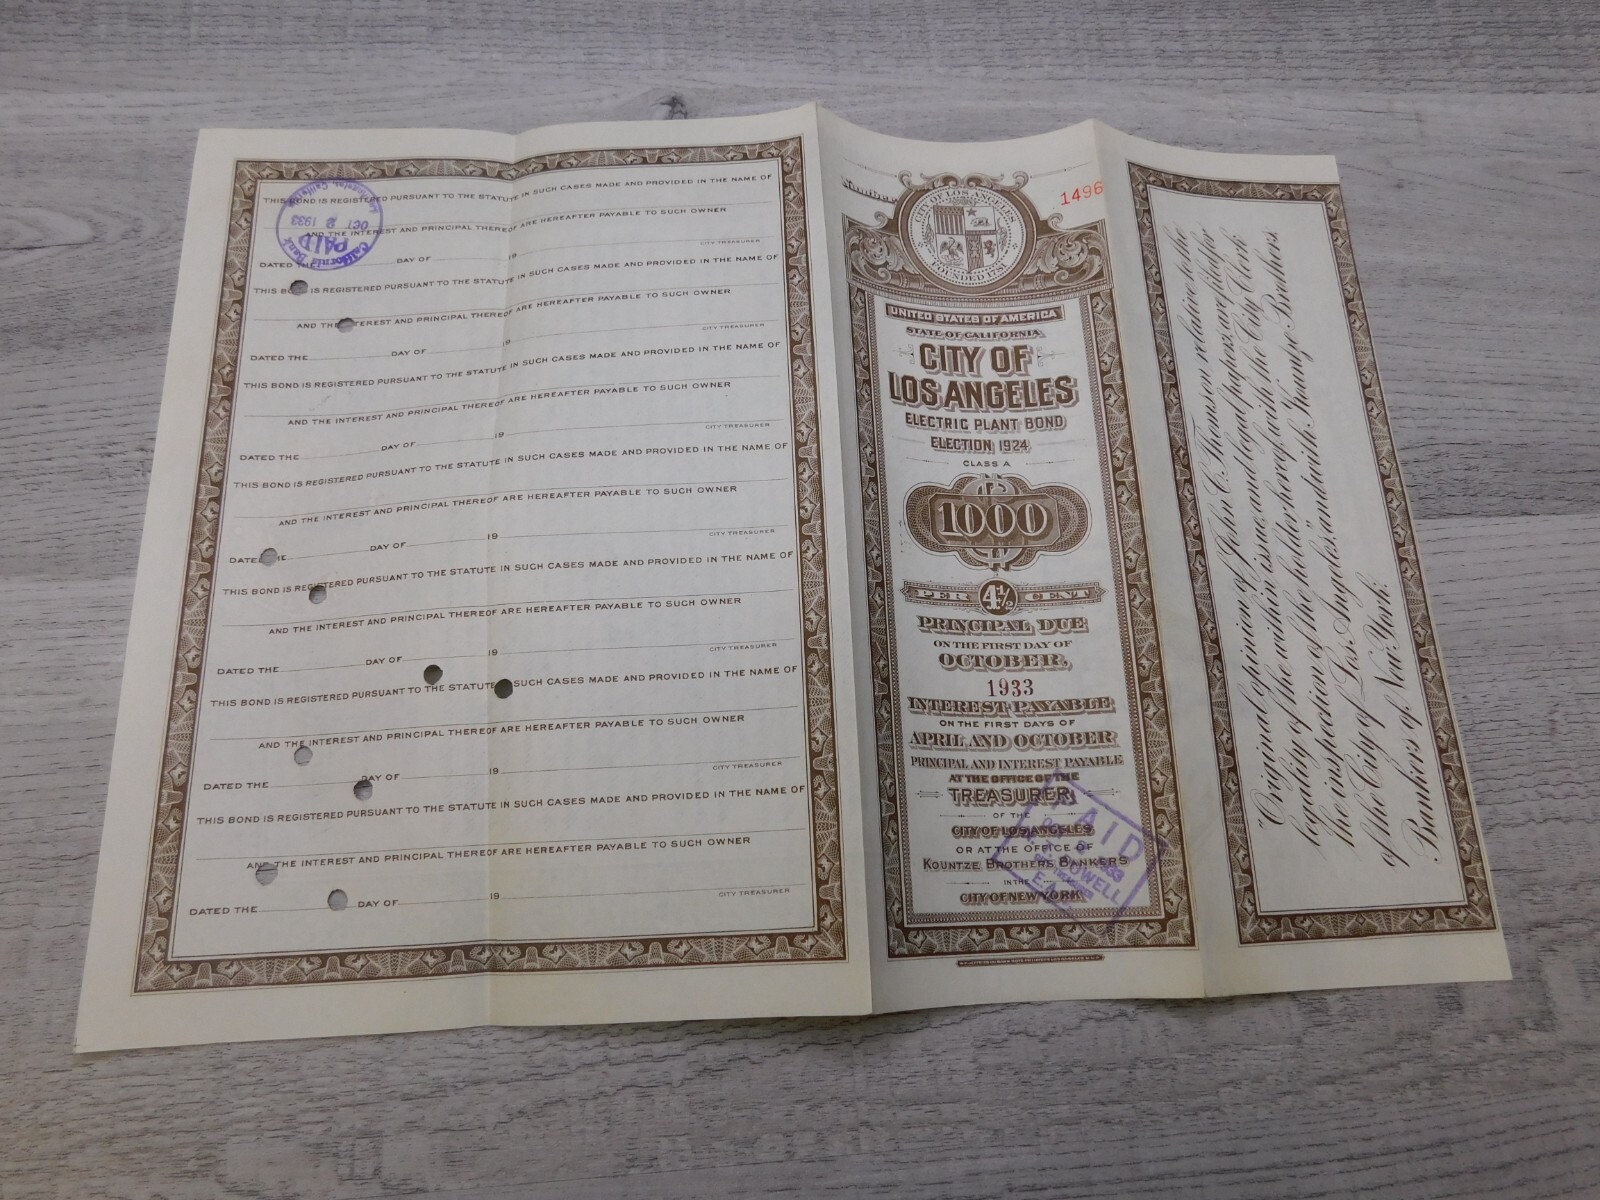 THIS BOND IS REGISTERED PURSUANT TO THE STATUTE IN SUCH CASES MADE AND PROVIDED IN THE NAME OF
AND THE INTEREST AND PRINCIPAL THEREOF ARE HEREAFTER PAYABLE TO SUCH OWNER
CITY TREASURER
DATED THE DAY OF 19
California Bank
PAID
OCT 2 1933
Los Angeles, California
THIS BOND IS REGISTERED PURSUANT TO THE STATUTE IN SUCH CASES MADE AND PROVIDED IN THE NAME OF
AND THE INTEREST AND PRINCIPAL THEREOF ARE HEREAFTER PAYABLE TO SUCH OWNER
CITY TREASURER
DATED THE DAY OF 19
THIS BOND IS REGISTERED PURSUANT TO THE STATUTE IN SUCH CASES MADE AND PROVIDED IN THE NAME OF
AND THE INTEREST AND PRINCIPAL THEREOF ARE HEREAFTER PAYABLE TO SUCH OWNER
CITY TREASURER
DATED THE DAY OF 19
THIS BOND IS REGISTERED PURSUANT TO THE STATUTE IN SUCH CASES MADE AND PROVIDED IN THE NAME OF
AND THE INTEREST AND PRINCIPAL THEREOF ARE HEREAFTER PAYABLE TO SUCH OWNER
CITY TREASURER
DATED THE DAY OF 19
THIS BOND IS REGISTERED PURSUANT TO THE STATUTE IN SUCH CASES MADE AND PROVIDED IN THE NAME OF
AND THE INTEREST AND PRINCIPAL THEREOF ARE HEREAFTER PAYABLE TO SUCH OWNER
CITY TREASURER
DATED THE DAY OF 19
THIS BOND IS REGISTERED PURSUANT TO THE STATUTE IN SUCH CASES MADE AND PROVIDED IN THE NAME OF
AND THE INTEREST AND PRINCIPAL THEREOF ARE HEREAFTER PAYABLE TO SUCH OWNER
CITY TREASURER
DATED THE DAY OF 19
THIS BOND IS REGISTERED PURSUANT TO THE STATUTE IN SUCH CASES MADE AND PROVIDED IN THE NAME OF
AND THE INTEREST AND PRINCIPAL THEREOF ARE HEREAFTER PAYABLE TO SUCH OWNER
CITY TREASURER
DATED THE DAY OF 19
Number 1496
CITY OF LOS ANGELES
FOUNDED 1781
UNITED STATES OF AMERICA
STATE OF CALIFORNIA
CITY OF
LOS ANGELES
ELECTRIC PLANT BOND
ELECTION 1924
CLASS A
$
1000
PER 4½ CENT
PRINCIPAL DUE
ON THE FIRST DAY OF
OCTOBER,
1933
INTEREST PAYABLE
ON THE FIRST DAYS OF
APRIL AND OCTOBER
PRINCIPAL AND INTEREST PAYABLE
AT THE OFFICE OF THE
TREASURER
OF THE
CITY OF LOS ANGELES
OR AT THE OFFICE OF
KOUNTZE BROTHERS BANKERS
IN THE
CITY OF NEW YORK
PAID
1933
POWELL
"Original opinion of John C. Thomson relative to the
legality of the within issue, and legal papers, are filed for
the inspection of the holder hereof, with the City Clerk
of the City of Los Angeles", and with Kountze Brothers,
Bankers of New York.